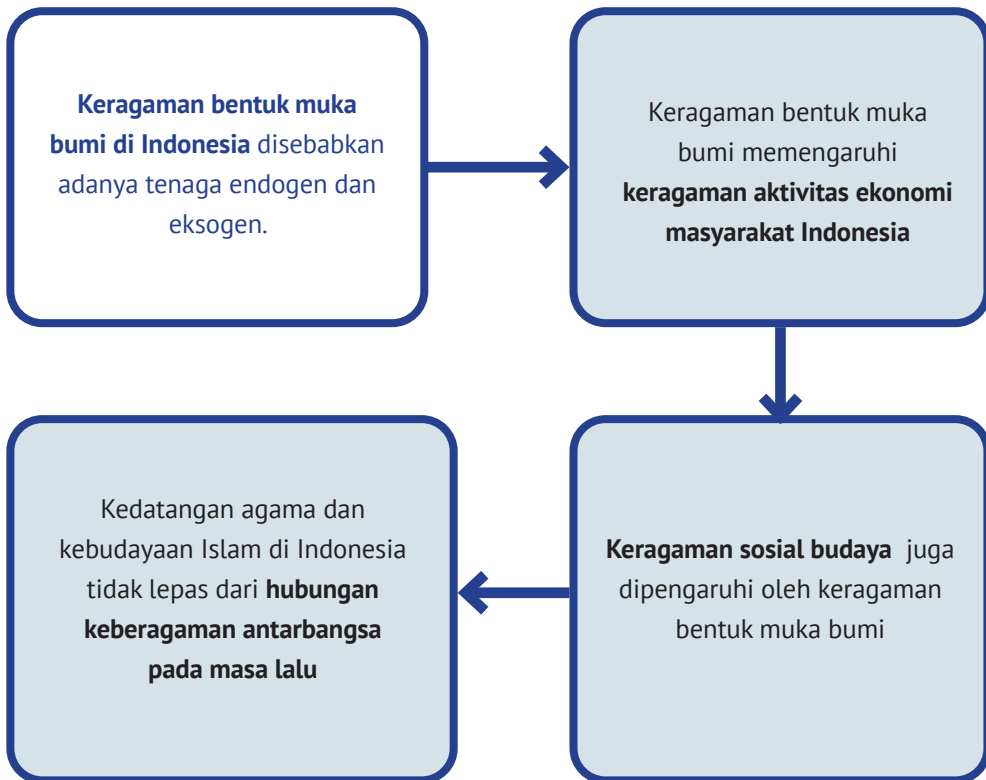 Keragaman bentuk muka
bumi di Indonesia disebabkan
adanya tenaga endogen dan
eksogen.
Keragaman bentuk muka
bumi memengaruhi
keragaman aktivitas ekonomi
masyarakat Indonesia
Keragaman sosial budaya juga
dipengaruhi oleh keragaman
bentuk muka bumi
Kedatangan agama dan
kebudayaan Islam di Indonesia
tidak lepas dari hubungan
keberagaman antarbangsa
pada masa lalu